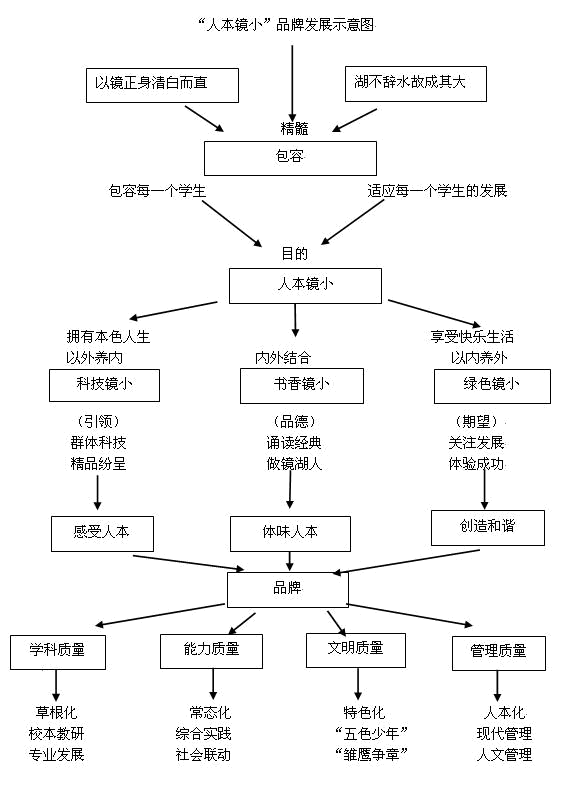 “人本镜小”品牌发展示意图
以镜正身清白而直
湖不辞水故成其大
精髓
包容
包容每一个学生
适应每一个学生的发展
目的
人本镜小
拥有本色人生
享受快乐生活
以外养内
内外结合
以内养外
科技镜小
书香镜小
绿色镜小
（引领）
（品德）
（期望）
群体科技
诵读经典
关注发展
精品纷呈
做镜湖人
体验成功
感受人本
体味人本
创造和谐
品牌
学科质量
能力质量
文明质量
管理质量
草根化
常态化
特色化
人本化
校本教研
综合实践
“五色少年”
现代管理
专业发展
社会联动
“雏鹰争章”
人文管理